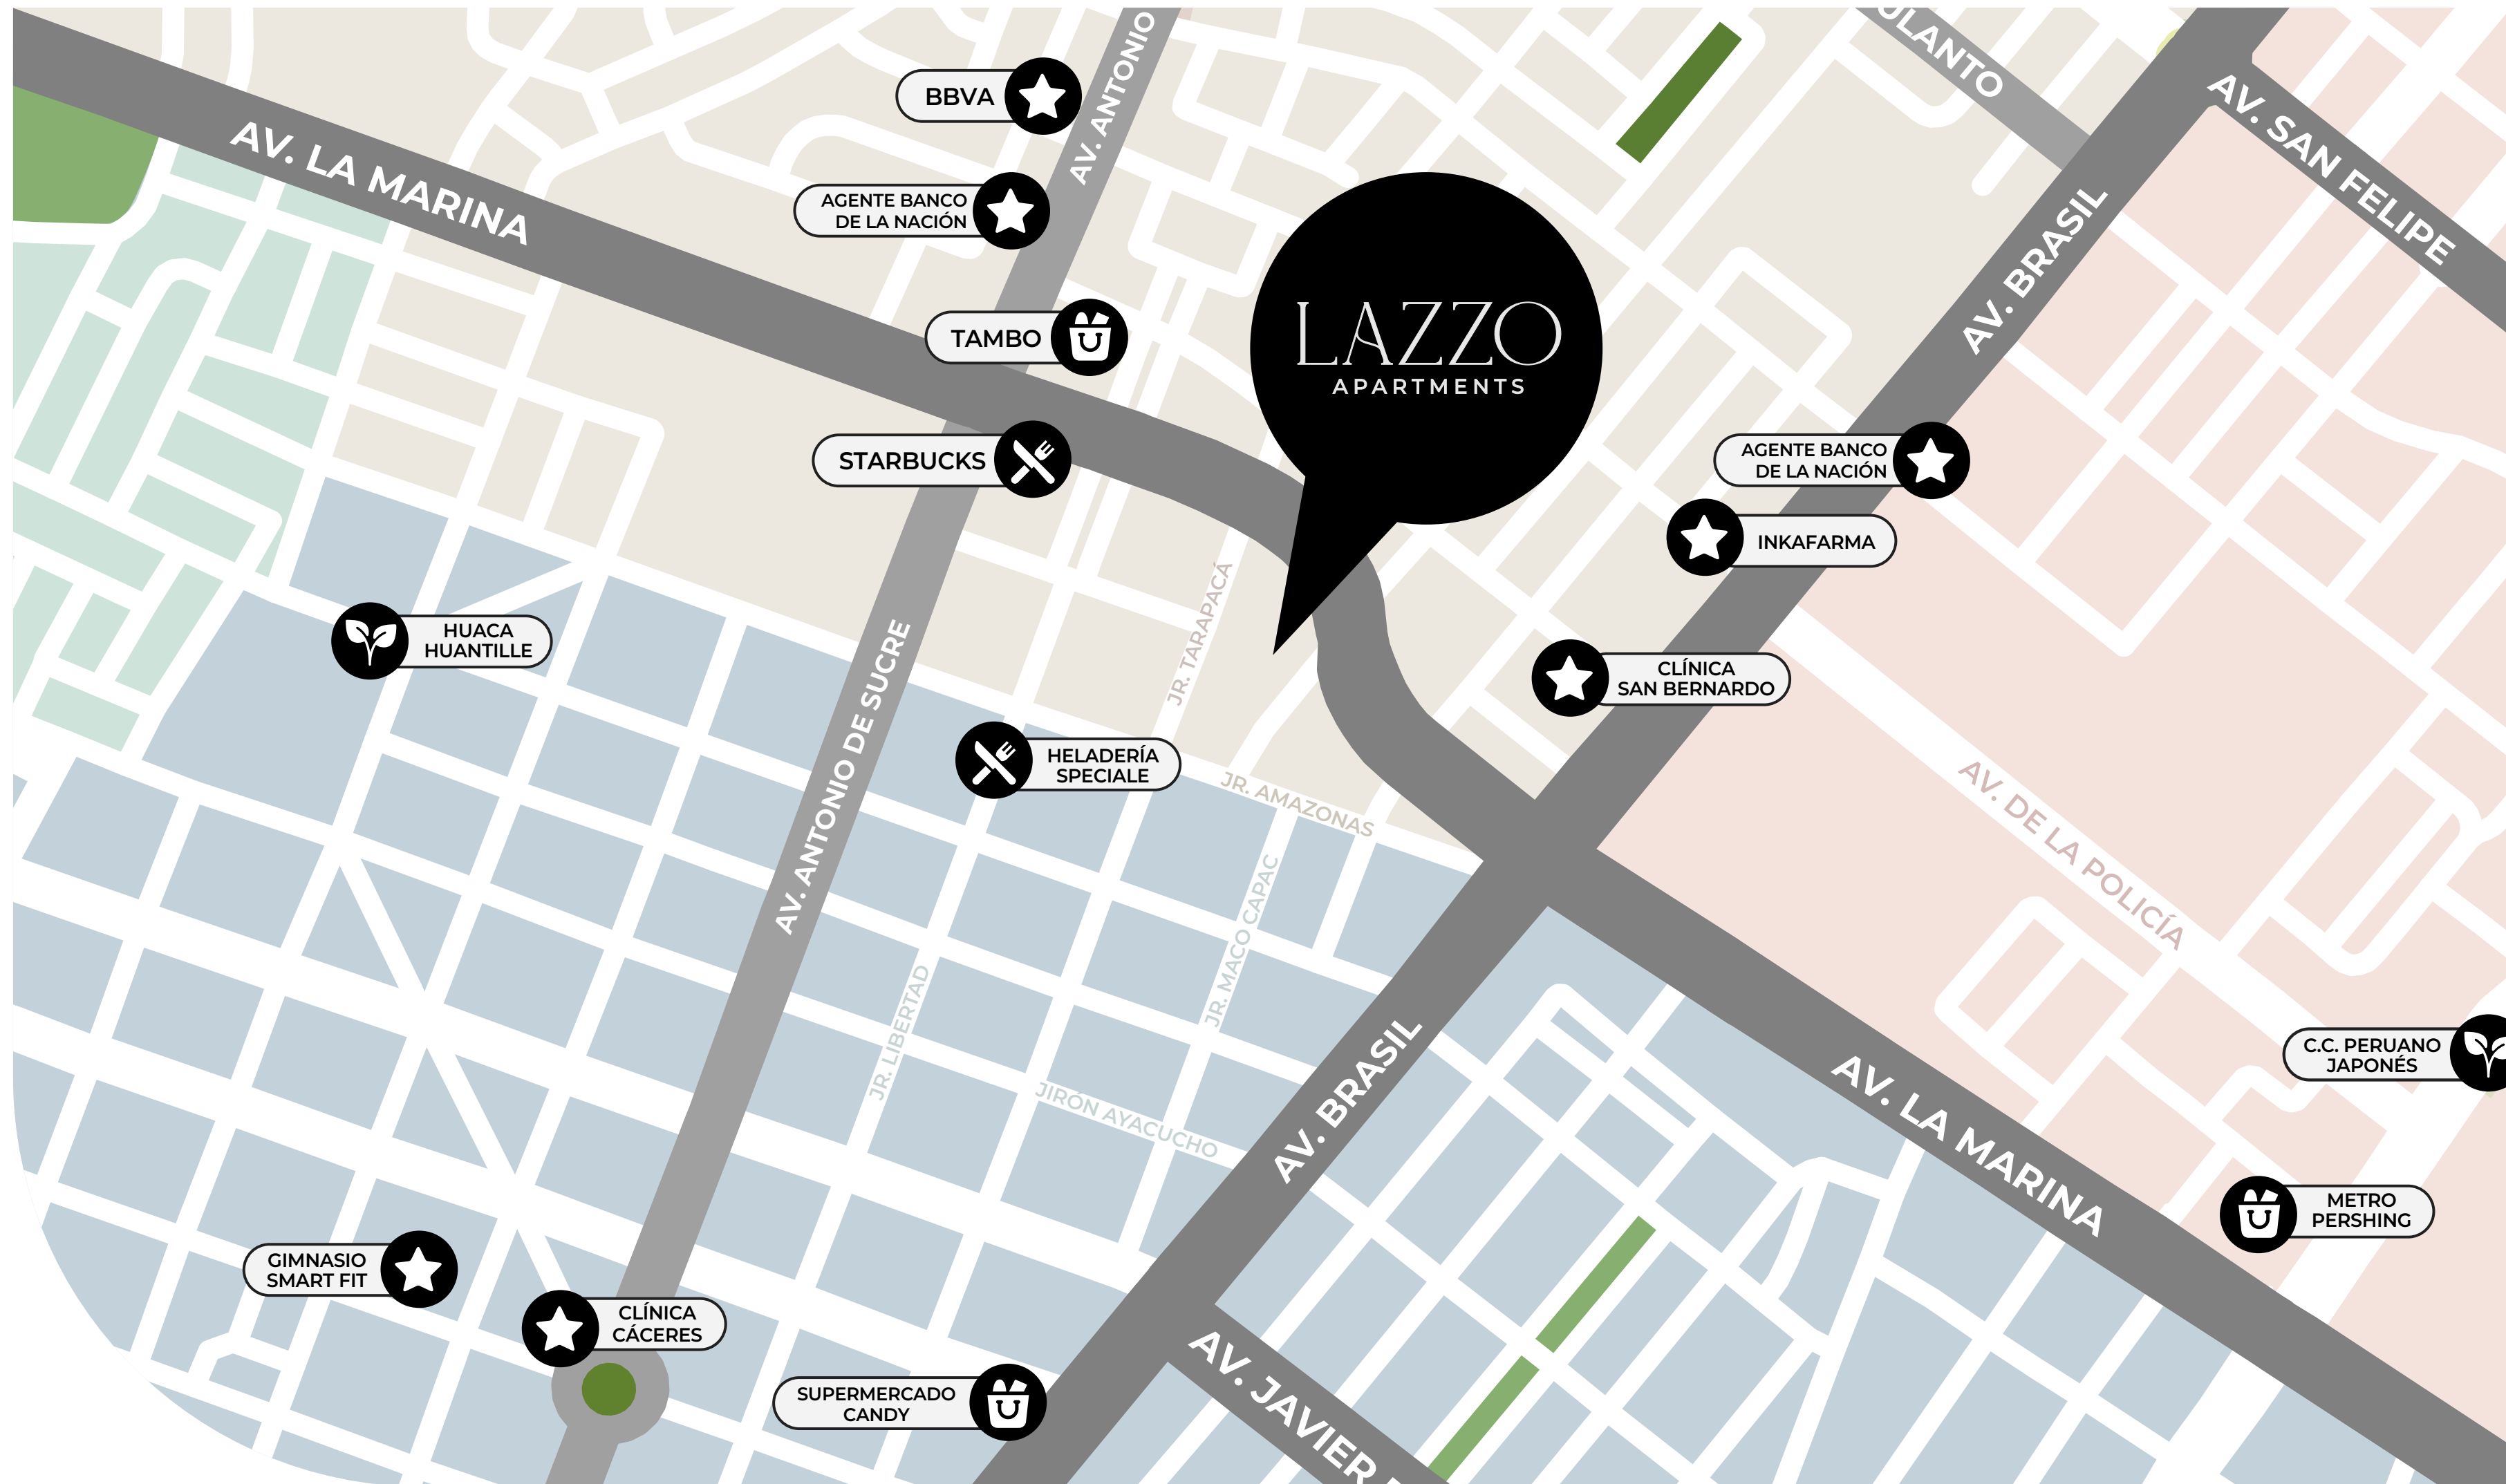 AV. ANTONIO
OLANTO
BBVA
AV. SAN FELIPE
AV. LA MARINA
AGENTE BANCO
DE LA NACIÓN
AV. BRASIL
TAMBO
LAZZO
APARTMENTS
STARBUCKS
AGENTE BANCO
DE LA NACIÓN
INKAFARMA
HUACA
HUANTILLE
JR. TARAPACÁ
CLÍNICA
SAN BERNARDO
AV. ANTONIO DE SUCRE
HELADERÍA
SPECIALE
JR. AMAZONAS
AV. DE LA POLICÍA
JR. MACO CAPAC
JR. LIBERTAD
AV. BRASIL
C.C. PERUANO
JAPONÉS
JIRÓN AYACUCHO
AV. LA MARINA
METRO
PERSHING
GIMNASIO
SMART FIT
CLÍNICA
CÁCERES
SUPERMERCADO
CANDY
AV. JAVIER